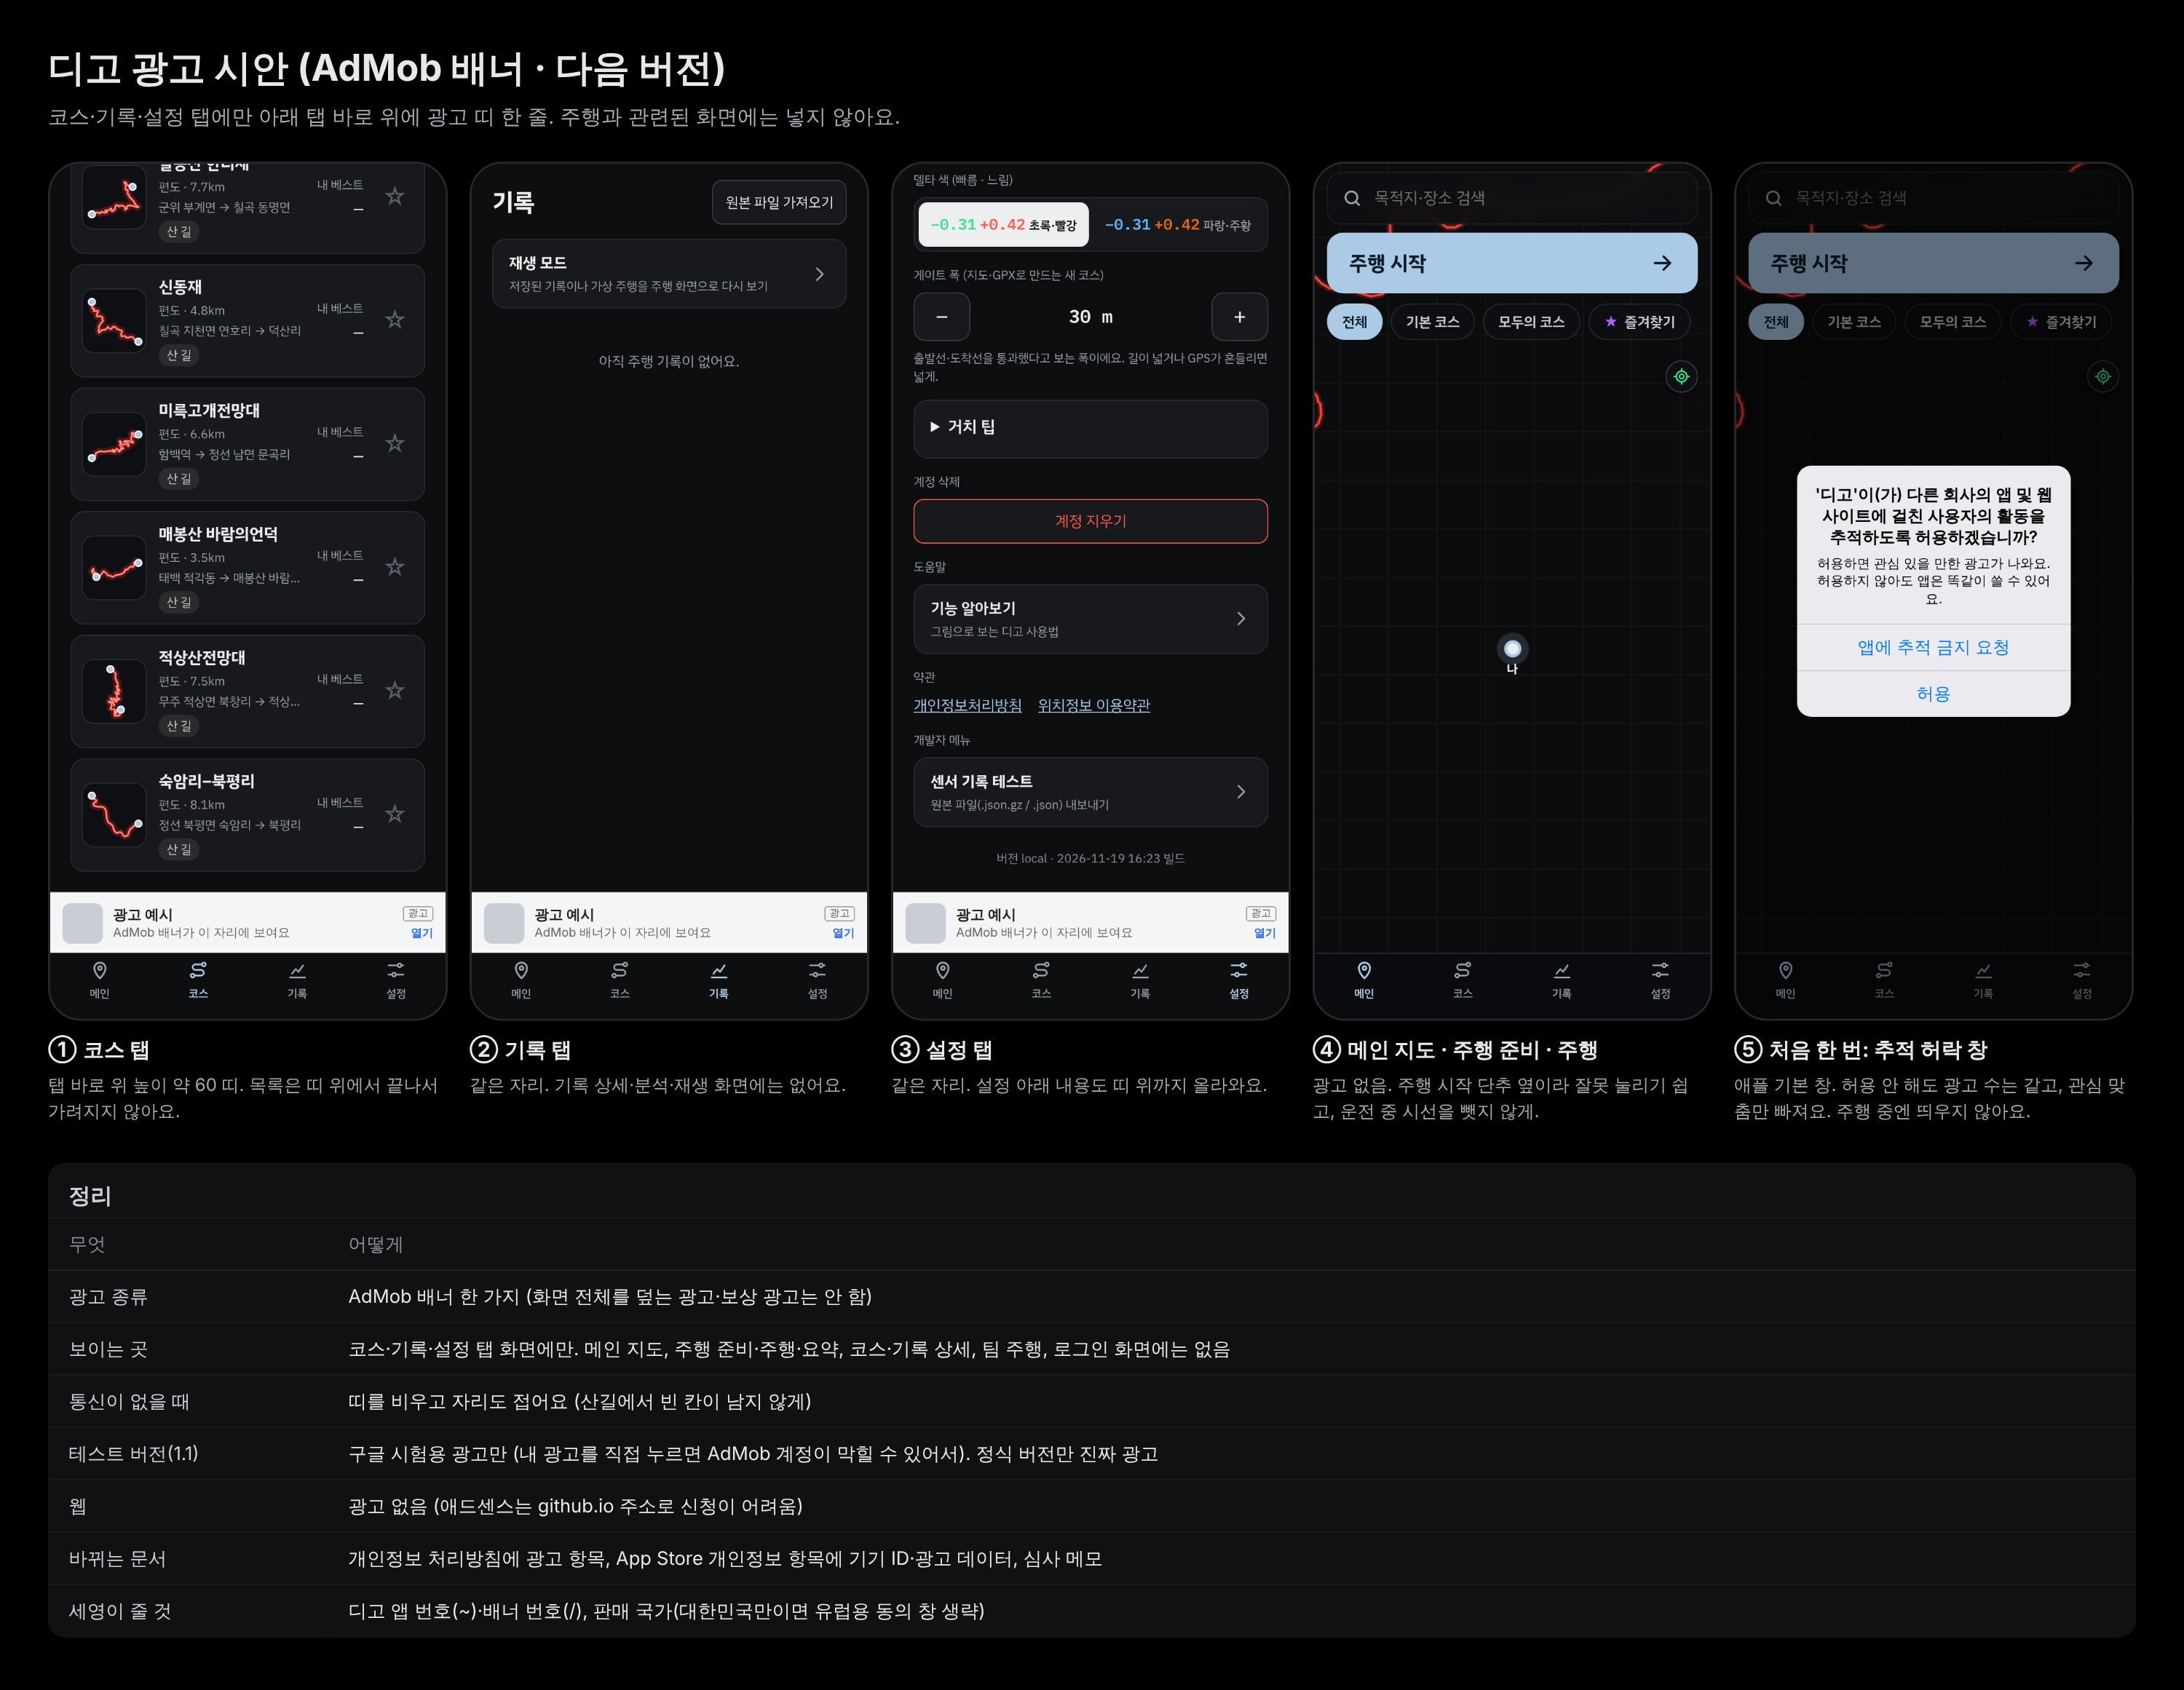 디고 광고 시안 (AdMob 배너 · 다음 버전)
코스·기록·설정 탭에만 아래 탭 바로 위에 광고 띠 한 줄. 주행과 관련된 화면에는 넣지 않아요.
편도 · 7.7km
군위 부계면 → 칠곡 동명면
산 길
내 베스트
–
신동재
편도 · 4.8km
칠곡 지천면 연호리 → 덕산리
산 길
내 베스트
–
미륵고개전망대
편도 · 6.6km
함백역 → 정선 남면 문곡리
산 길
내 베스트
–
매봉산 바람의언덕
편도 · 3.5km
태백 적각동 → 매봉산 바람...
산 길
내 베스트
–
적상산전망대
편도 · 7.5km
무주 적상면 북창리 → 적상...
산 길
내 베스트
–
숙암리–북평리
편도 · 8.1km
정선 북평면 숙암리 → 북평리
산 길
내 베스트
–
광고 예시
AdMob 배너가 이 자리에 보여요
광고
열기
메인 코스 기록 설정
① 코스 탭
탭 바로 위 높이 약 60 띠. 목록은 띠 위에서 끝나서
가려지지 않아요.
기록
원본 파일 가져오기
재생 모드
저장된 기록이나 가상 주행을 주행 화면으로 다시 보기
아직 주행 기록이 없어요.
광고 예시
AdMob 배너가 이 자리에 보여요
광고
열기
메인 코스 기록 설정
② 기록 탭
같은 자리. 기록 상세·분석·재생 화면에는 없어요.
델타 색 (빠름 · 느림)
−0.31 +0.42 초록·빨강
−0.31 +0.42 파랑·주황
게이트 폭 (지도·GPX로 만드는 새 코스)
− 30 m +
출발선·도착선을 통과했다고 보는 폭이에요. 길이 넓거나 GPS가 흔들리면
넓게.
▶ 거치 팁
계정 삭제
계정 지우기
도움말
기능 알아보기
그림으로 보는 디고 사용법
약관
개인정보처리방침 위치정보 이용약관
개발자 메뉴
센서 기록 테스트
원본 파일(.json.gz / .json) 내보내기
버전 local · 2026-11-19 16:23 빌드
광고 예시
AdMob 배너가 이 자리에 보여요
광고
열기
메인 코스 기록 설정
③ 설정 탭
같은 자리. 설정 아래 내용도 띠 위까지 올라와요.
목적지·장소 검색
주행 시작 →
전체 기본 코스 모두의 코스 ★ 즐겨찾기
나
메인 코스 기록 설정
④ 메인 지도 · 주행 준비 · 주행
광고 없음. 주행 시작 단추 옆이라 잘못 눌리기 쉽
고, 운전 중 시선을 뺏지 않게.
목적지·장소 검색
주행 시작 →
전체 기본 코스 모두의 코스 ★ 즐겨찾기
'디고'이(가) 다른 회사의 앱 및 웹
사이트에 걸친 사용자의 활동을
추적하도록 허용하겠습니까?
허용하면 관심 있을 만한 광고가 나와요.
허용하지 않아도 앱은 똑같이 쓸 수 있어
요.
앱에 추적 금지 요청
허용
메인 코스 기록 설정
⑤ 처음 한 번: 추적 허락 창
애플 기본 창. 허용 안 해도 광고 수는 같고, 관심 맞
춤만 빠져요. 주행 중엔 띄우지 않아요.
정리
무엇 어떻게
광고 종류 AdMob 배너 한 가지 (화면 전체를 덮는 광고·보상 광고는 안 함)
보이는 곳 코스·기록·설정 탭 화면에만. 메인 지도, 주행 준비·주행·요약, 코스·기록 상세, 팀 주행, 로그인 화면에는 없음
통신이 없을 때 띠를 비우고 자리도 접어요 (산길에서 빈 칸이 남지 않게)
테스트 버전(1.1) 구글 시험용 광고만 (내 광고를 직접 누르면 AdMob 계정이 막힐 수 있어서). 정식 버전만 진짜 광고
웹 광고 없음 (애드센스는 github.io 주소로 신청이 어려움)
바뀌는 문서 개인정보 처리방침에 광고 항목, App Store 개인정보 항목에 기기 ID·광고 데이터, 심사 메모
세영이 줄 것 디고 앱 번호(~)·배너 번호(/), 판매 국가(대한민국만이면 유럽용 동의 창 생략)